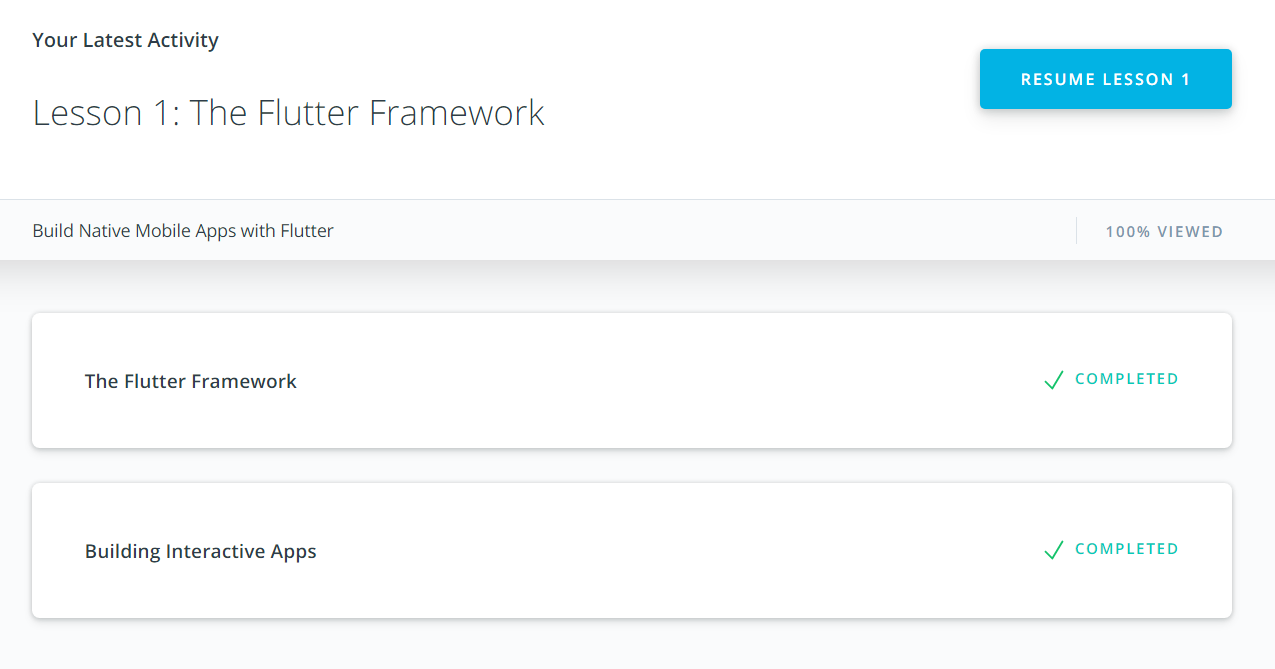 Your Latest Activity
RESUME LESSON 1
Lesson 1: The Flutter Framework
Build Native Mobile Apps with Flutter
100% VIEWED
The Flutter Framework
COMPLETED
Building Interactive Apps
COMPLETED